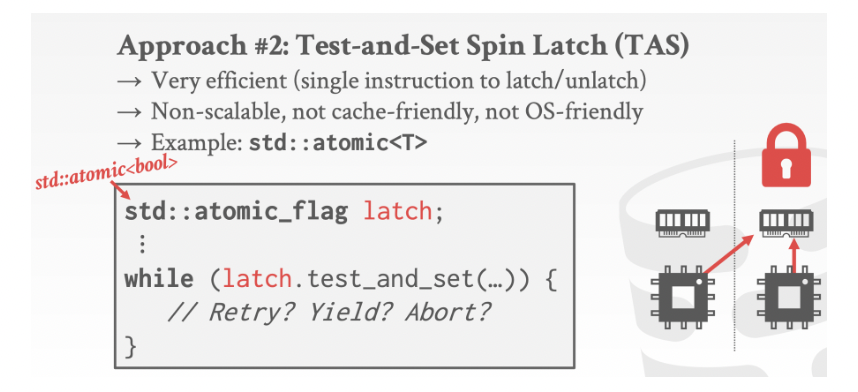 Approach #2: Test-and-Set Spin Latch (TAS)
→ Very efficient (single instruction to latch/unlatch)
→ Non-scalable, not cache-friendly, not OS-friendly
→ Example: std::atomic<T>
std::atomic<bool>
std::atomic_flag latch;
⋮
while (latch.test_and_set(…)) {
// Retry? Yield? Abort?
}